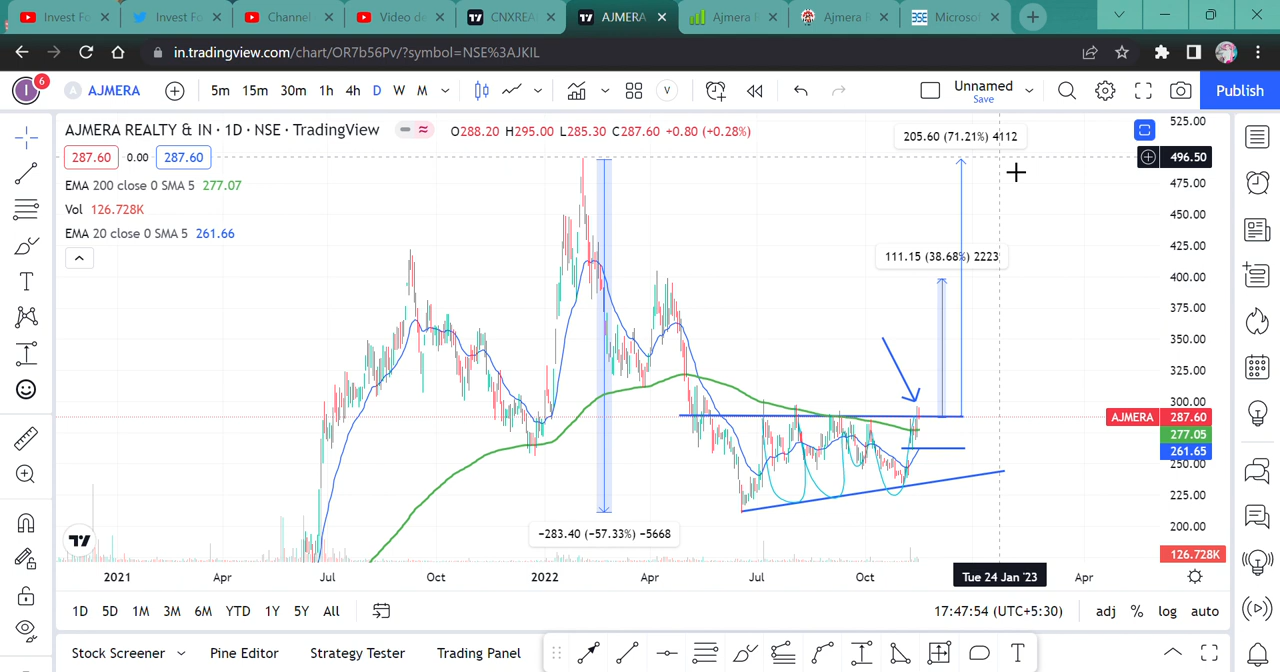 Invest Fo
Invest Fo
Channel
Video de
CNXREA
AJMERA
Ajmera
Ajmera
Microsof
in.tradingview.com/chart/OR7b56Pv/?symbol=NSE%3AJKIL
I 6 A AJMERA 5m 15m 30m 1h 4h D W M V Unnamed Save Publish
AJMERA REALTY & IN · 1D · NSE · TradingView O288.20 H295.00 L285.30 C287.60 +0.80 (+0.28%)
287.60 0.00 287.60
EMA 200 close 0 SMA 5 277.07
Vol 126.728K
EMA 20 close 0 SMA 5 261.66
205.60 (71.21%) 4112
111.15 (38.68%) 2223
−283.40 (−57.33%) −5668
525.00
496.50
475.00
450.00
425.00
400.00
375.00
350.00
325.00
300.00
AJMERA 287.60
277.05
261.65
250.00
225.00
200.00
126.728K
2021 Apr Jul Oct 2022 Apr Jul Oct Tue 24 Jan '23 Apr
1D 5D 1M 3M 6M YTD 1Y 5Y All 17:47:54 (UTC+5:30) adj % log auto
Stock Screener Pine Editor Strategy Tester Trading Panel